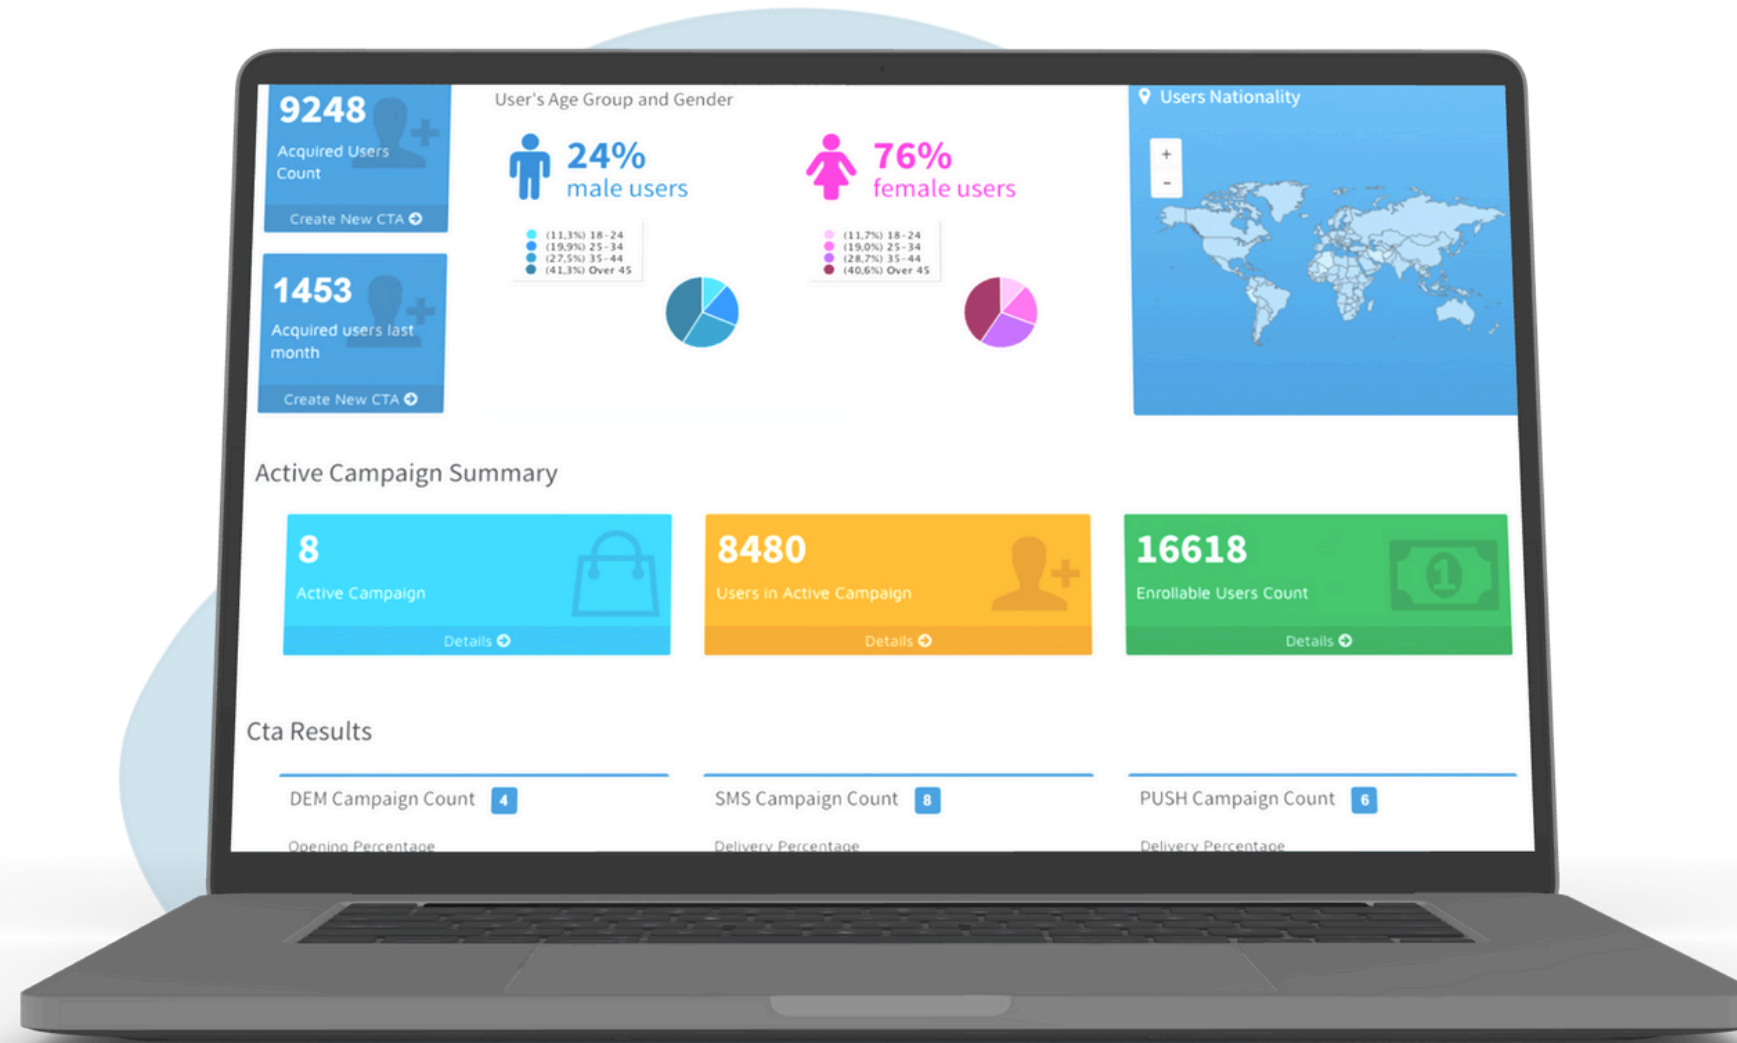 9248
Acquired Users
Count
Create New CTA
1453
Acquired users last
month
Create New CTA
User's Age Group and Gender
24%
male users
(11,3%) 18-24
(19,9%) 25-34
(27,5%) 35-44
(41,3%) Over 45
76%
female users
(11,7%) 18-24
(19,0%) 25-34
(28,7%) 35-44
(40,6%) Over 45
Users Nationality
+
-
Active Campaign Summary
8
Active Campaign
Details
8480
Users in Active Campaign
Details
16618
Enrollable Users Count
1
Details
Cta Results
DEM Campaign Count 4
Opening Percentage
SMS Campaign Count 8
Delivery Percentage
PUSH Campaign Count 6
Delivery Percentage